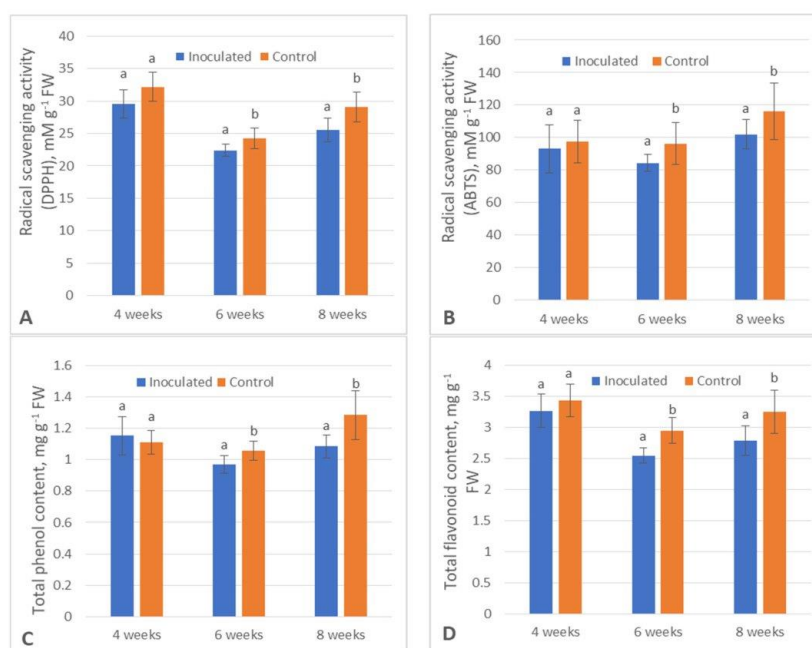 Radical scavenging activity
(DPPH), mM g⁻¹ FW
40
35
30
25
20
15
10
5
0
Inoculated Control
a a
a b
a b
4 weeks 6 weeks 8 weeks
A
Radical scavenging activity
(ABTS), mM g⁻¹ FW
160
140
120
100
80
60
40
20
0
Inoculated Control
a a
a b
a b
4 weeks 6 weeks 8 weeks
B
Total phenol content, mg g⁻¹ FW
1.6
1.4
1.2
1
0.8
0.6
0.4
0.2
0
Inoculated Control
a a
a b
a b
4 weeks 6 weeks 8 weeks
C
Total flavonoid content, mg g⁻¹
FW
4
3.5
3
2.5
2
1.5
1
0.5
0
Inoculated Control
a a
a b
a b
4 weeks 6 weeks 8 weeks
D